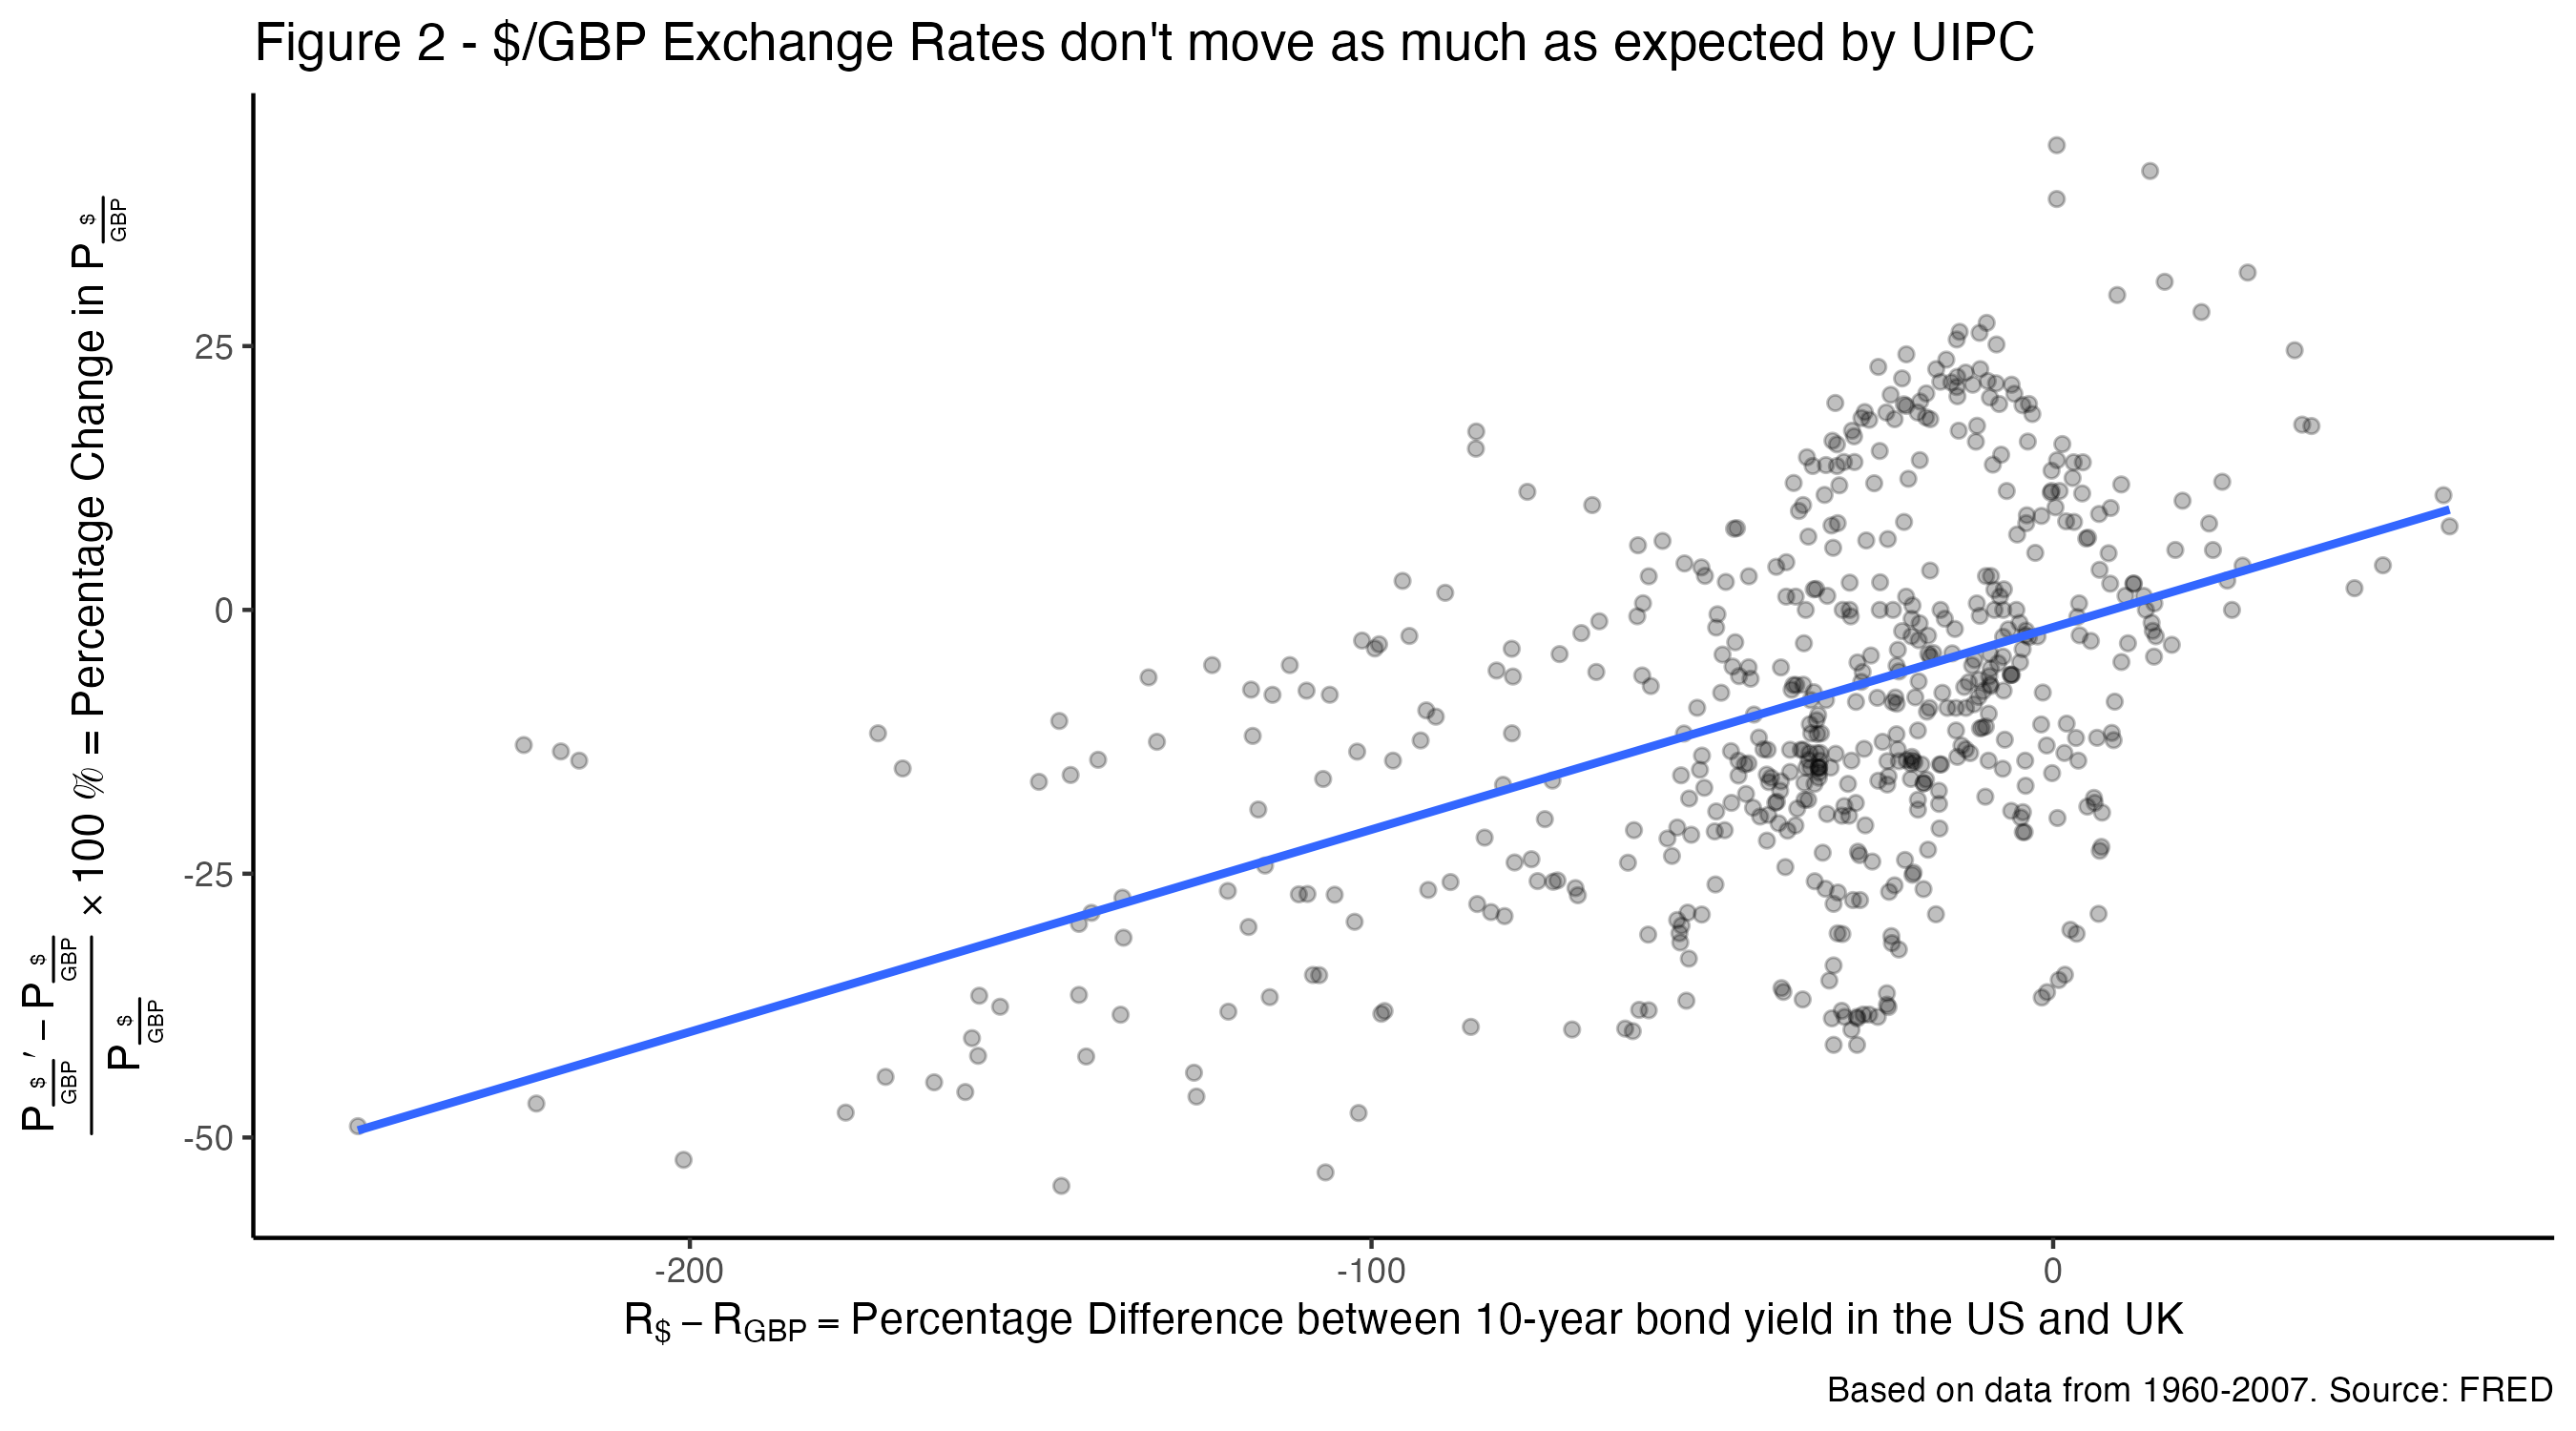 Figure 2 - $/GBP Exchange Rates don't move as much as expected by UIPC
P $/GBP ′ – P $/GBP
P $/GBP
× 100 % = Percentage Change in P $/GBP
25
0
-25
-50
-200
-100
0
R$ – RGBP = Percentage Difference between 10-year bond yield in the US and UK
Based on data from 1960-2007. Source: FRED